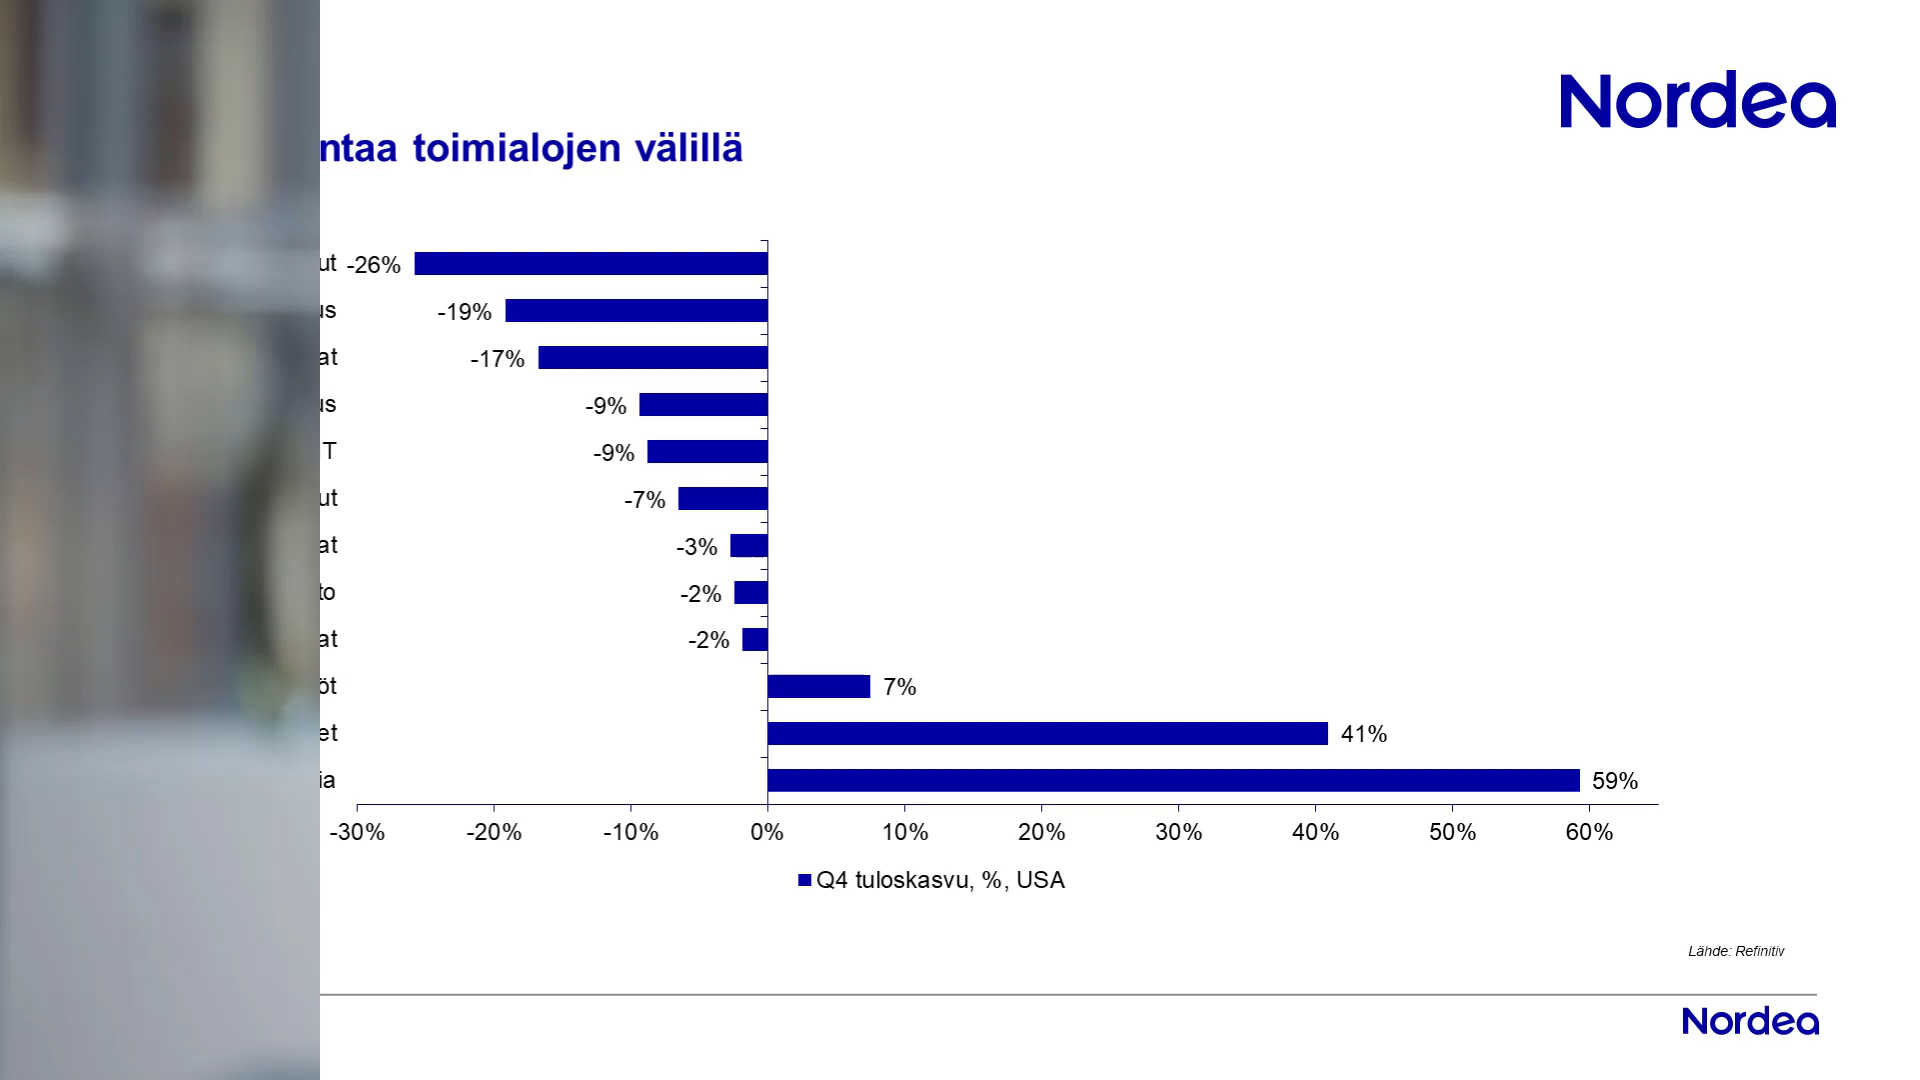 Nordea
ntaa toimialojen välillä
ut -26%
us -19%
at -17%
us -9%
T -9%
ut -7%
at -3%
to -2%
at -2%
öt 7%
et 41%
ia 59%
-30% -20% -10% 0% 10% 20% 30% 40% 50% 60%
Q4 tuloskasvu, %, USA
Lähde: Refinitiv
Nordea